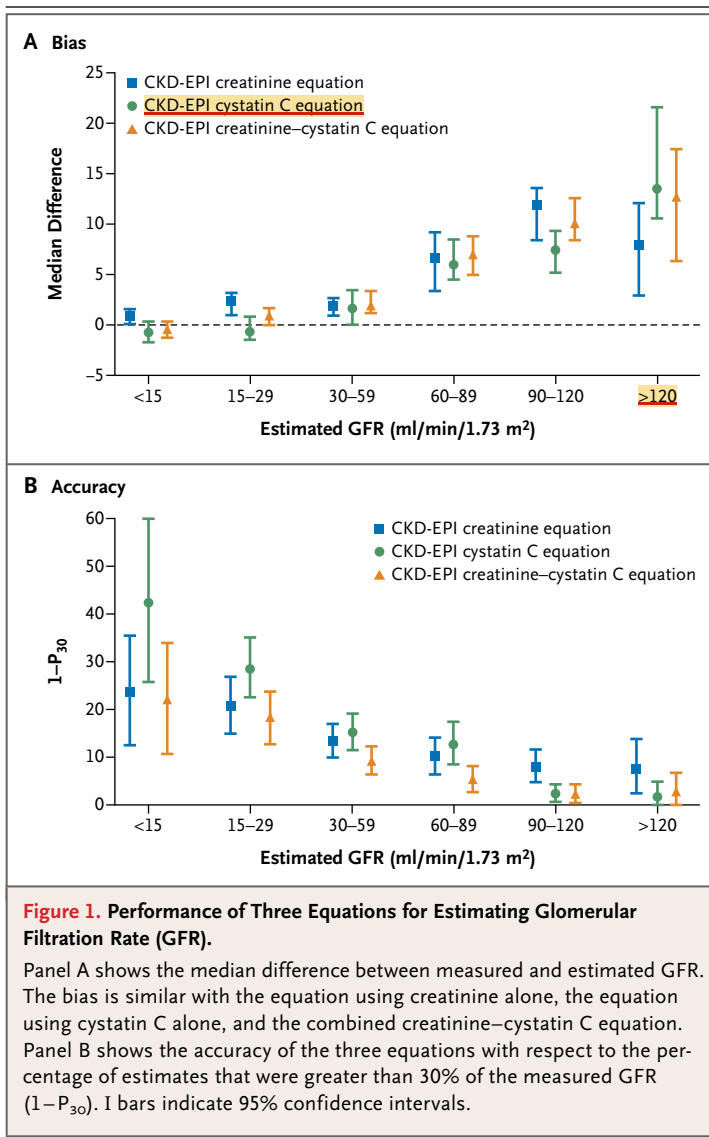 A Bias
25
20
15
10
5
0
–5
Median Difference
CKD-EPI creatinine equation
CKD-EPI cystatin C equation
CKD-EPI creatinine–cystatin C equation
<15 15–29 30–59 60–89 90–120 >120
Estimated GFR (ml/min/1.73 m²)
B Accuracy
60
50
40
30
20
10
0
1–P₃₀
CKD-EPI creatinine equation
CKD-EPI cystatin C equation
CKD-EPI creatinine–cystatin C equation
<15 15–29 30–59 60–89 90–120 >120
Estimated GFR (ml/min/1.73 m²)
Figure 1. Performance of Three Equations for Estimating Glomerular
Filtration Rate (GFR).
Panel A shows the median difference between measured and estimated GFR.
The bias is similar with the equation using creatinine alone, the equation
using cystatin C alone, and the combined creatinine–cystatin C equation.
Panel B shows the accuracy of the three equations with respect to the per-
centage of estimates that were greater than 30% of the measured GFR
(1–P₃₀). I bars indicate 95% confidence intervals.